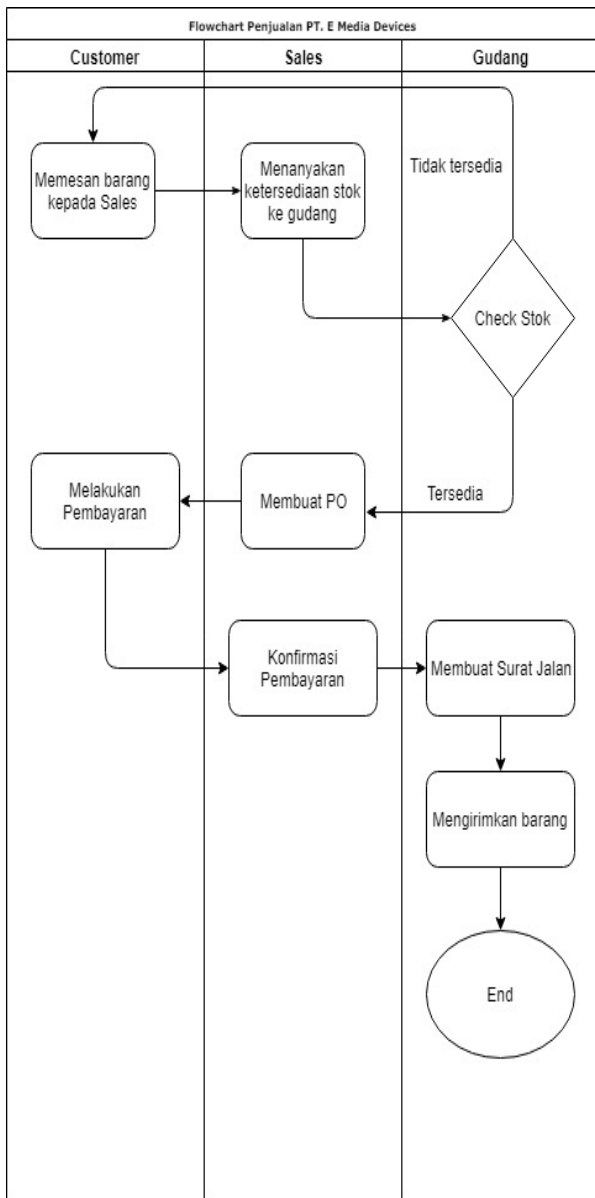 Flowchart Penjualan PT. E Media Devices
Customer
Sales
Gudang
Memesan barang
kepada Sales
Menanyakan
ketersediaan stok
ke gudang
Tidak tersedia
Check Stok
Melakukan
Pembayaran
Membuat PO
Tersedia
Konfirmasi
Pembayaran
Membuat Surat Jalan
Mengirimkan barang
End